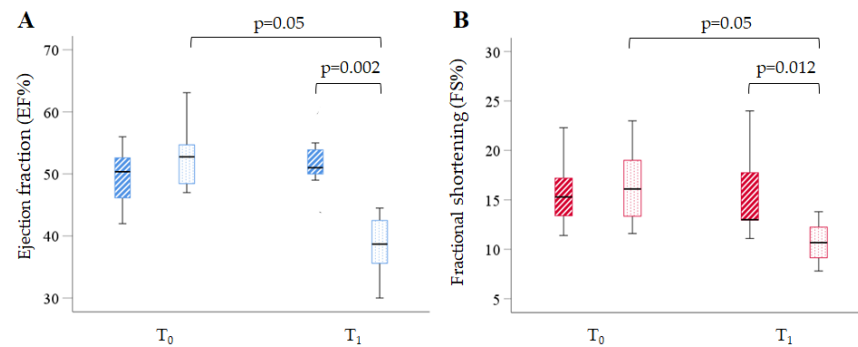 A
p=0.05
p=0.002
Ejection fraction (EF%)
70
60
50
40
30
T0
T1
B
p=0.05
p=0.012
Fractional shortening (FS%)
30
25
20
15
10
5
T0
T1